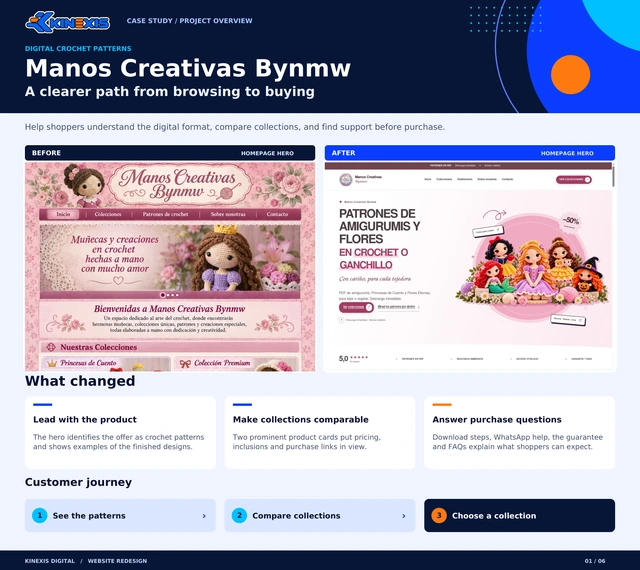 KINEXIS
CASE STUDY / PROJECT OVERVIEW
DIGITAL CROCHET PATTERNS
Manos Creativas Bynmw
A clearer path from browsing to buying
Help shoppers understand the digital format, compare collections, and find support before purchase.
BEFORE
HOMEPAGE HERO
Manos Creativas
Bynmw
Inicio
Colecciones
Patrones de crochet
Sobre nosotras
Contacto
Muñecas y creaciones
en crochet
hechas a mano
con mucho amor
Bienvenidas a Manos Creativas Bynmw
Un espacio dedicado al arte del crochet, donde encontrarás
hermosas muñecas, colecciones únicas, patrones y creaciones especiales,
todas elaboradas a mano con dedicación y creatividad.
Nuestras Colecciones
Princesas de Cuento
Colección Premium
AFTER
HOMEPAGE HERO
Manos Creativas
Bynmw
Inicio
Colecciones
Testimonios
Sobre nosotras
Contacto
PATRONES DE
AMIGURUMIS Y
FLORES
EN CROCHET O
GANCHILLO
Con cariño, para cada tejedora
-50%
5,0
What changed
Lead with the product
The hero identifies the offer as crochet patterns
and shows examples of the finished designs.
Make collections comparable
Two prominent product cards put pricing,
inclusions and purchase links in view.
Answer purchase questions
Download steps, WhatsApp help, the guarantee
and FAQs explain what shoppers can expect.
Customer journey
1 See the patterns ›
2 Compare collections ›
3 Choose a collection
KINEXIS DIGITAL / WEBSITE REDESIGN
01 / 06